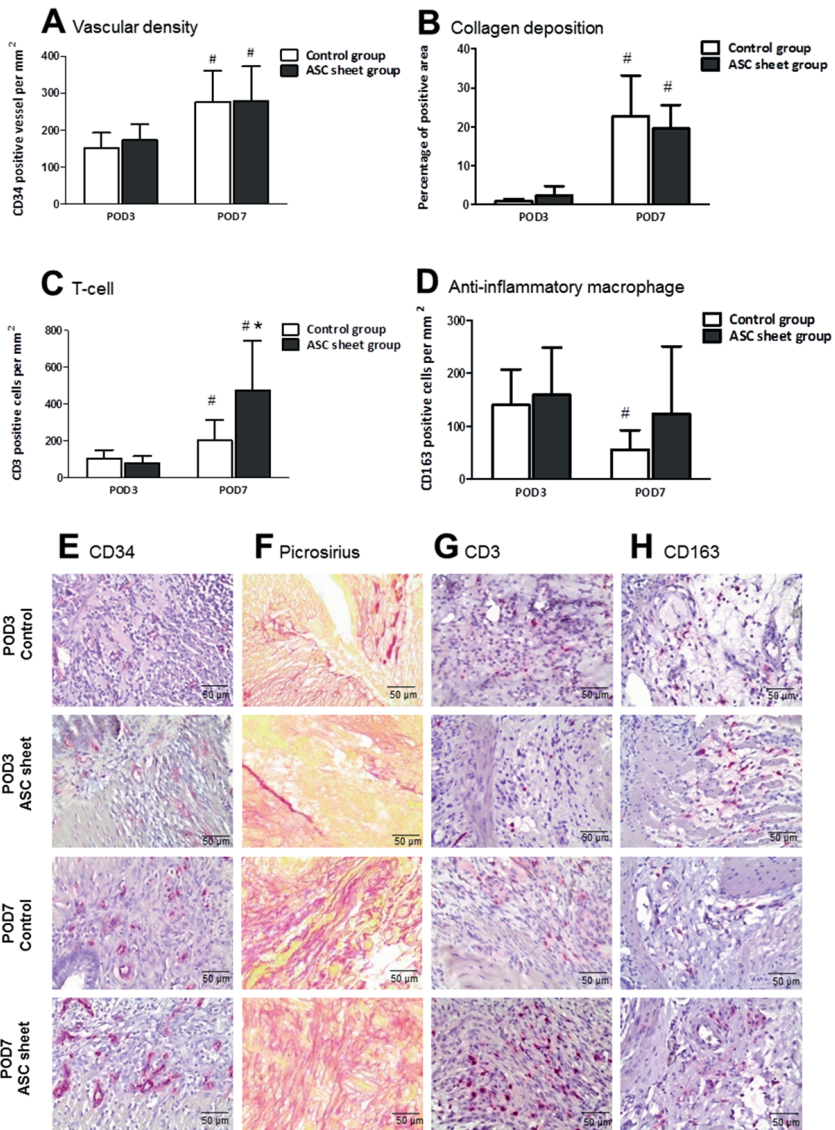 A Vascular density
CD34 positive vessel per mm 2
400
300
200
100
0
# #
POD3 POD7
Control group
ASC sheet group
B Collagen deposition
Percentage of positive area
40
30
20
10
0
# #
POD3 POD7
Control group
ASC sheet group
C T-cell
CD3 positive cells per mm 2
800
600
400
200
0
# # *
POD3 POD7
Control group
ASC sheet group
D Anti-inflammatory macrophage
CD163 positive cells per mm 2
300
200
100
0
#
POD3 POD7
Control group
ASC sheet group
E CD34 F Picrosirius G CD3 H CD163
POD3
Control
50 µm 50 µm 50 µm 50 µm
POD3
ASC sheet
50 µm 50 µm 50 µm 50 µm
POD7
Control
50 µm 50 µm 50 µm 50 µm
POD7
ASC sheet
50 µm 50 µm 50 µm 50 µm